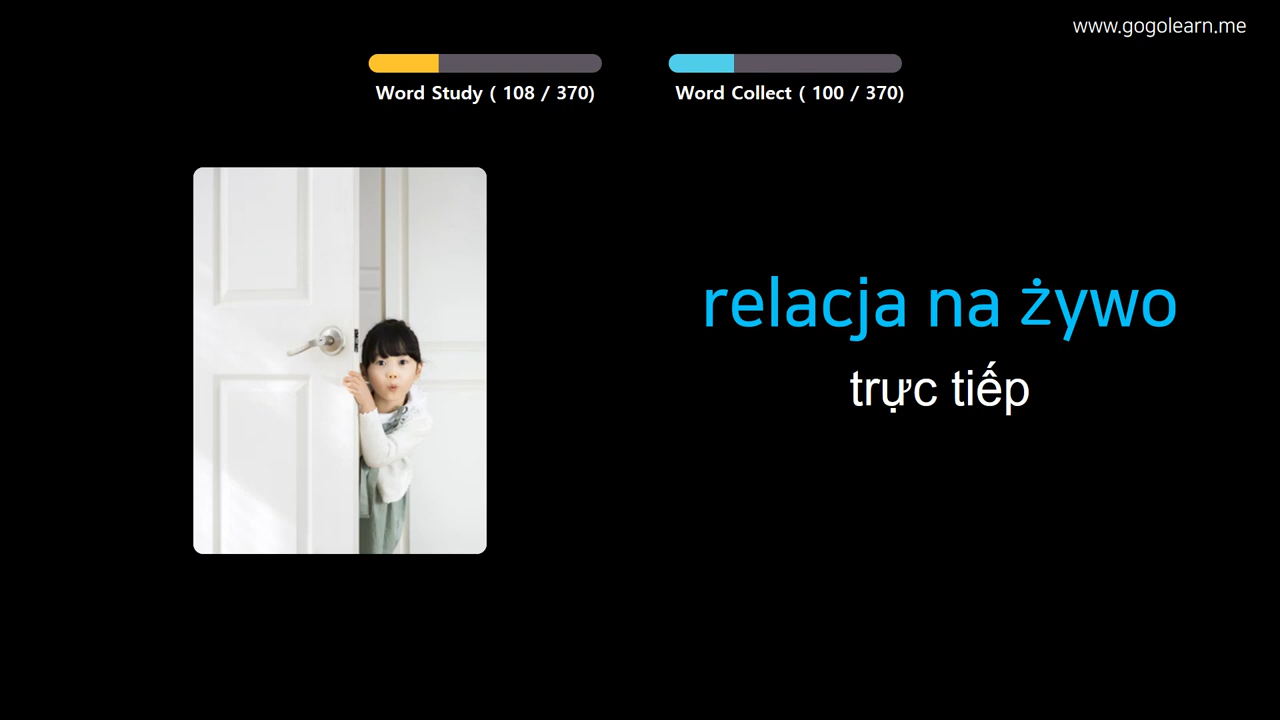 www.gogolearn.me
Word Study ( 108 / 370)
Word Collect ( 100 / 370)
relacja na żywo
trực tiếp